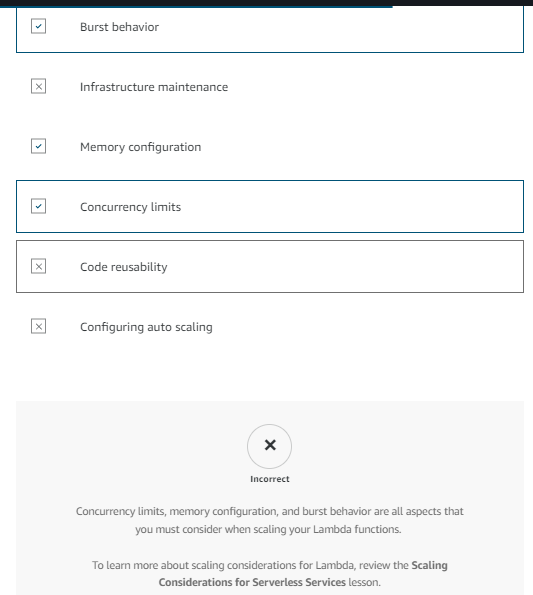 Burst behavior
Infrastructure maintenance
Memory configuration
Concurrency limits
Code reusability
Configuring auto scaling
Incorrect
Concurrency limits, memory configuration, and burst behavior are all aspects that
you must consider when scaling your Lambda functions.
To learn more about scaling considerations for Lambda, review the Scaling
Considerations for Serverless Services lesson.